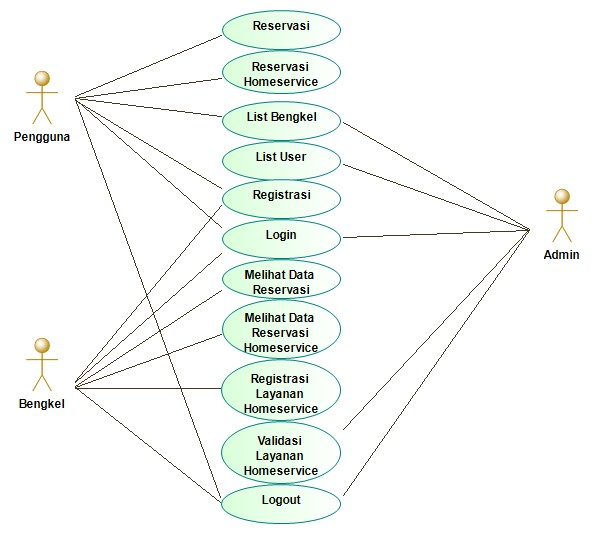 Reservasi
Reservasi
Homeservice
Pengguna
List Bengkel
List User
Registrasi
Login
Admin
Melihat Data
Reservasi
Melihat Data
Reservasi
Homeservice
Bengkel
Registrasi
Layanan
Homeservice
Validasi
Layanan
Homeservice
Logout